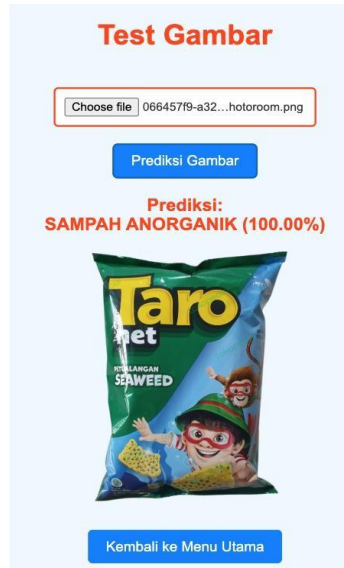 Test Gambar
Choose file 066457f9-a32...hotoroom.png
Prediksi Gambar
Prediksi:
SAMPAH ANORGANIK (100.00%)
Taro
net
PETUALANGAN
SEAWEED
Kembali ke Menu Utama